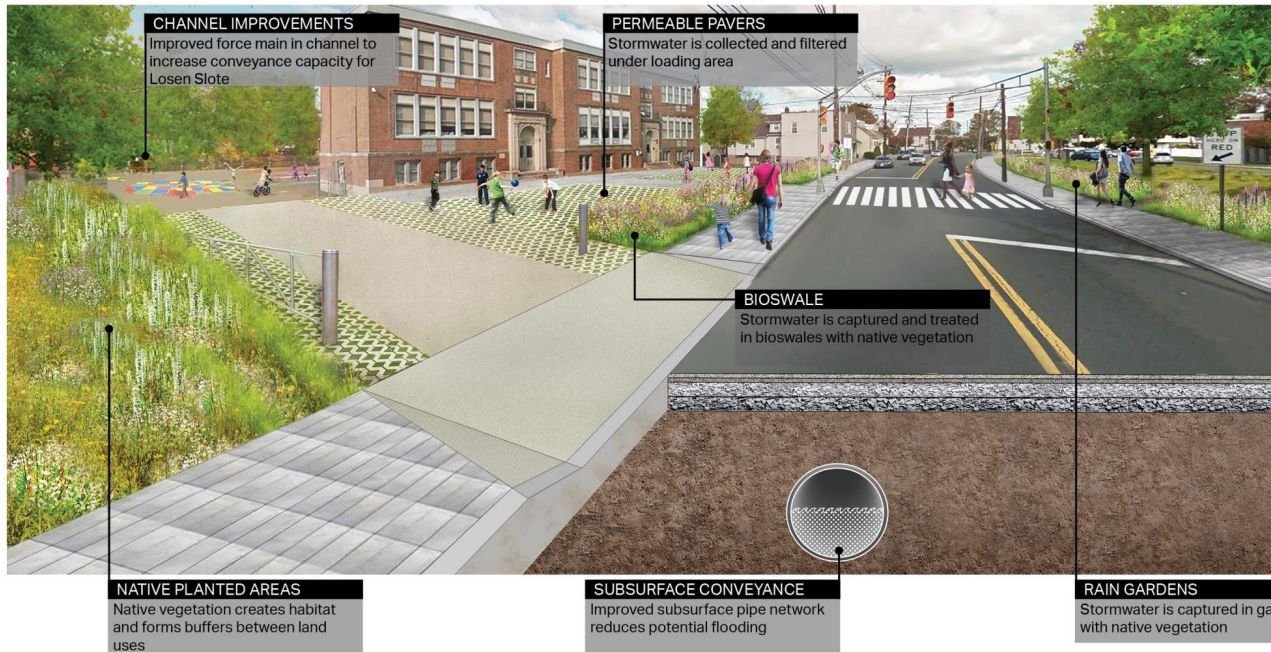 CHANNEL IMPROVEMENTS
Improved force main in channel to
increase conveyance capacity for
Losen Slote
PERMEABLE PAVERS
Stormwater is collected and filtered
under loading area
RED
BIOSWALE
Stormwater is captured and treated
in bioswales with native vegetation
NATIVE PLANTED AREAS
Native vegetation creates habitat
and forms buffers between land
uses
SUBSURFACE CONVEYANCE
Improved subsurface pipe network
reduces potential flooding
RAIN GARDENS
Stormwater is captured in ga
with native vegetation